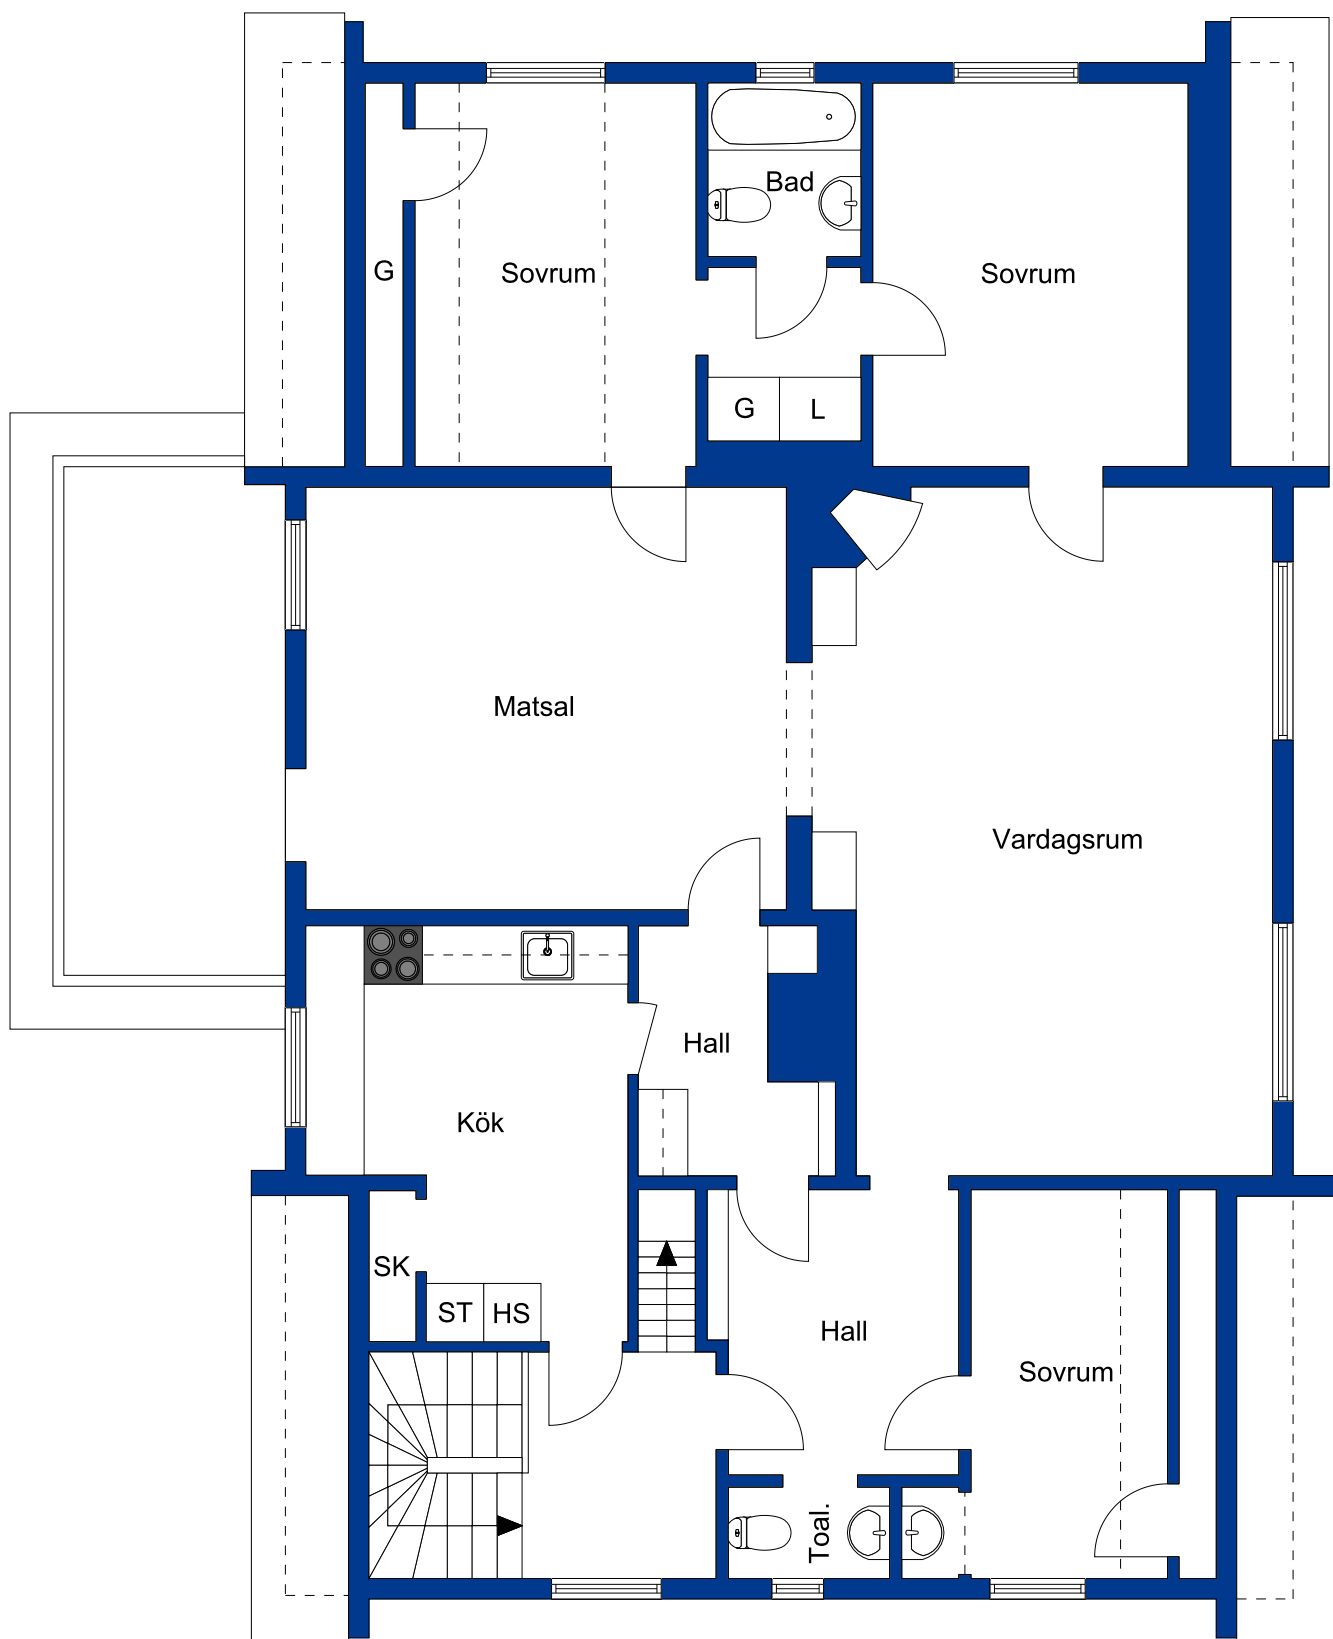 Bad
G
Sovrum
Sovrum
G
L
Matsal
Vardagsrum
Hall
Kök
SK
ST
HS
Hall
Sovrum
Toal.